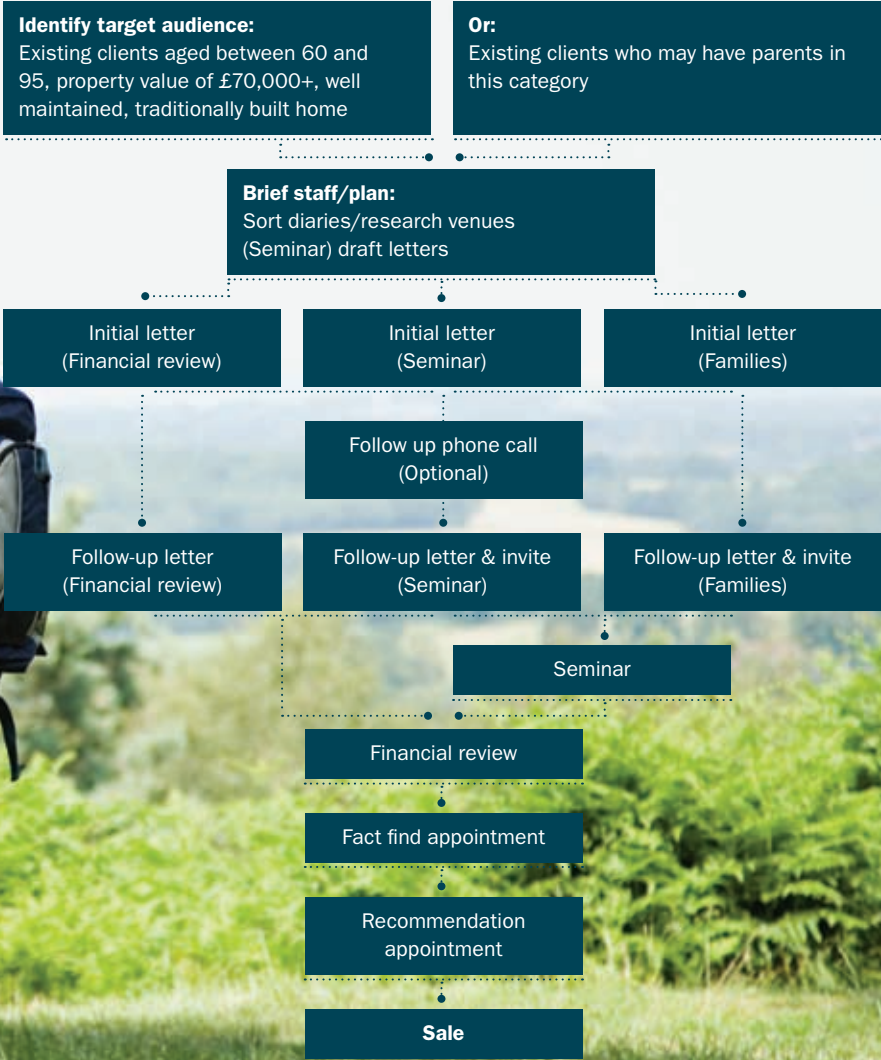 Identify target audience:
Existing clients aged between 60 and
95, property value of £70,000+, well
maintained, traditionally built home
Or:
Existing clients who may have parents in
this category
Brief staff/plan:
Sort diaries/research venues
(Seminar) draft letters
Initial letter
(Financial review)
Initial letter
(Seminar)
Initial letter
(Families)
Follow up phone call
(Optional)
Follow-up letter
(Financial review)
Follow-up letter & invite
(Seminar)
Follow-up letter & invite
(Families)
Seminar
Financial review
Fact find appointment
Recommendation
appointment
Sale